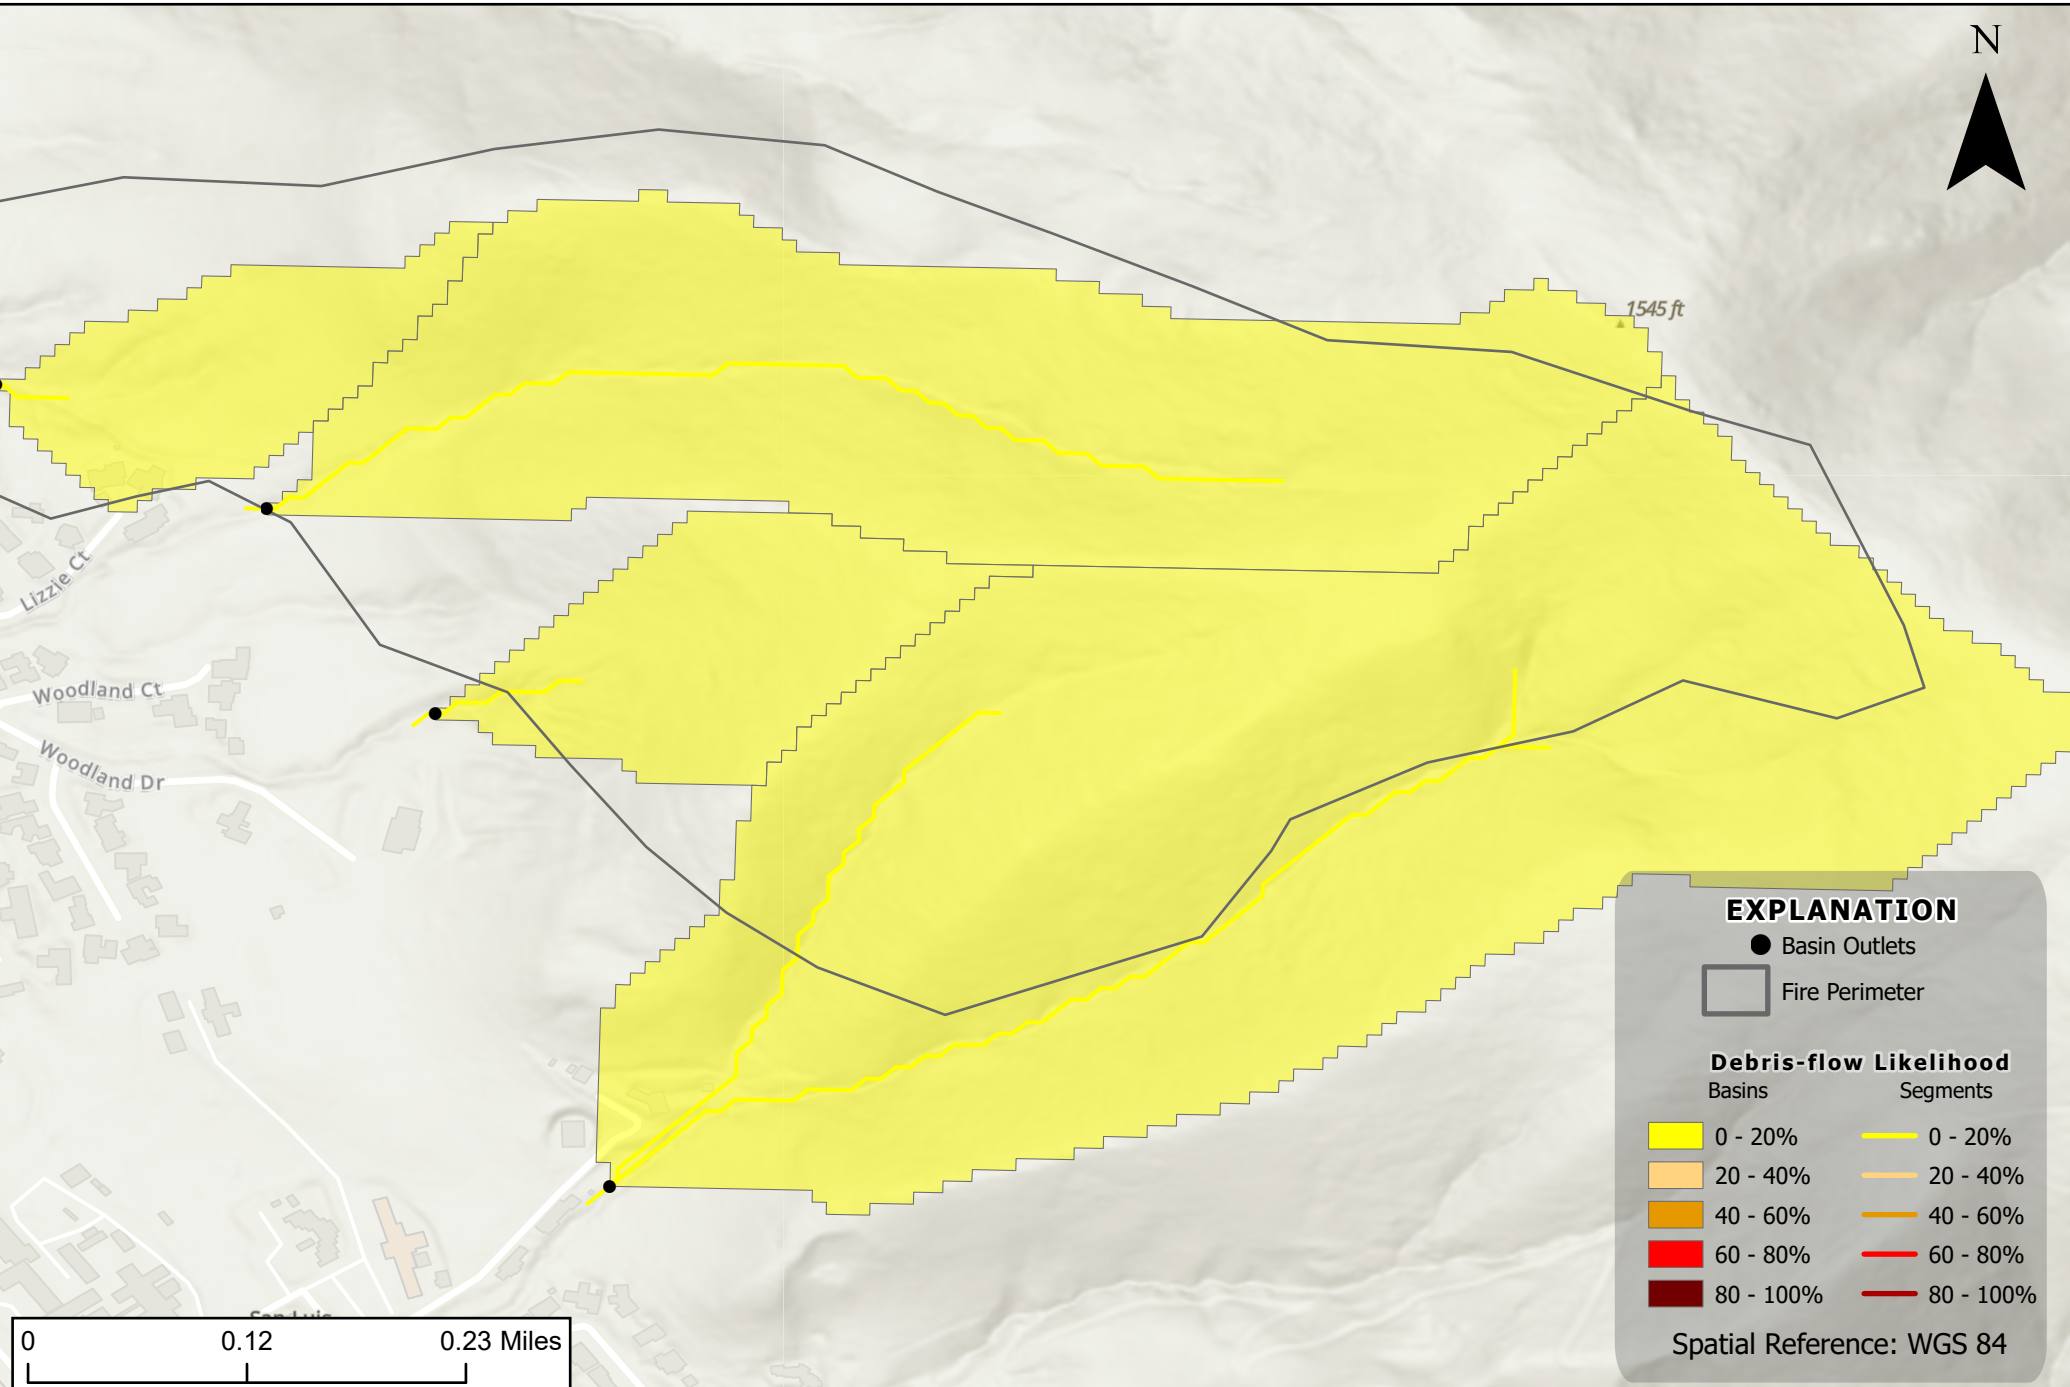 N
1545 ft
Lizzie Ct
Woodland Ct
Woodland Dr
EXPLANATION
Basin Outlets
Fire Perimeter
Debris-flow Likelihood
Basins Segments
0 - 20% 0 - 20%
20 - 40% 20 - 40%
40 - 60% 40 - 60%
60 - 80% 60 - 80%
80 - 100% 80 - 100%
Spatial Reference: WGS 84
San Luis
0 0.12 0.23 Miles